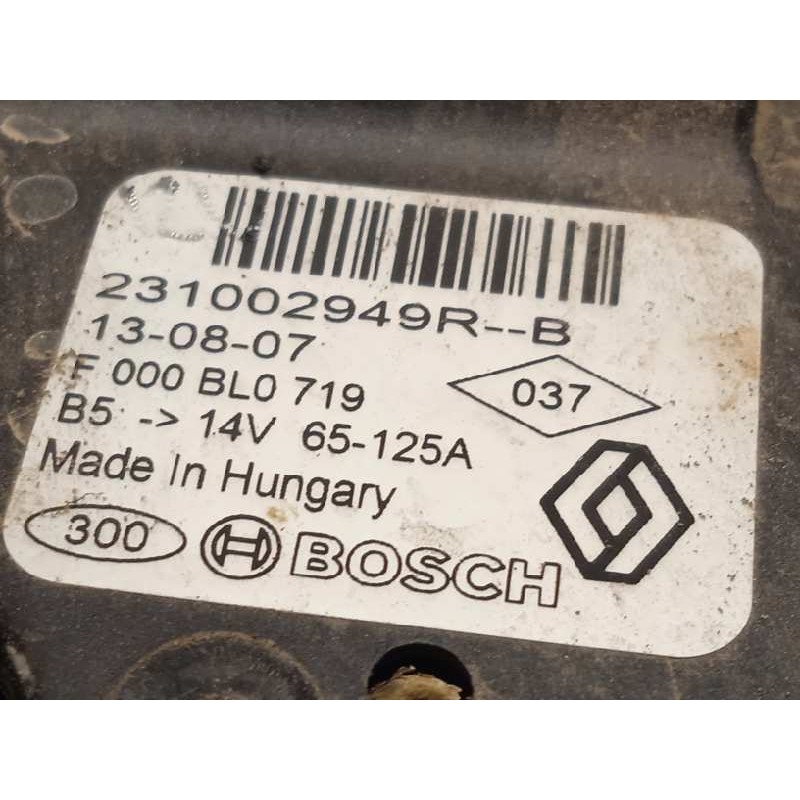 231002949R--B
13-08-07
F 000 BL0 719
037
B5 -> 14V 65-125A
Made In Hungary
300
BOSCH